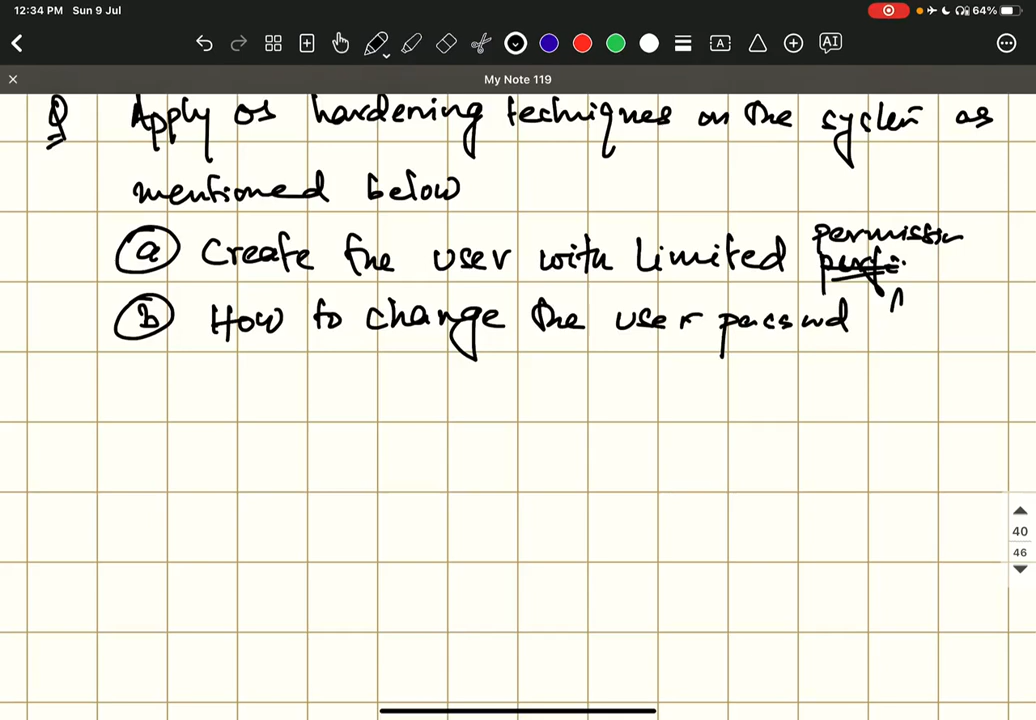 12:34 PM Sun 9 Jul 64%
A AI
My Note 119
Q Apply os hardening techniques on the system as
mentioned below
permission
(a) Create the user with limited
(b) How to change the user passwd
40
46